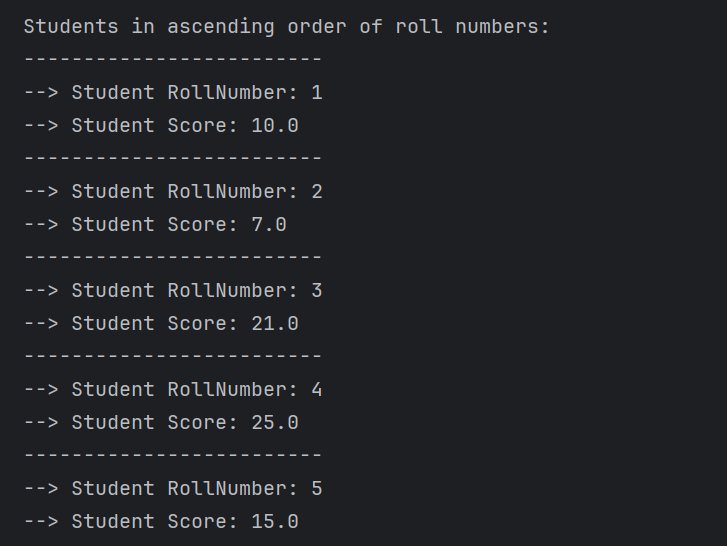 Students in ascending order of roll numbers:
-------------------------
--> Student RollNumber: 1
--> Student Score: 10.0
-------------------------
--> Student RollNumber: 2
--> Student Score: 7.0
-------------------------
--> Student RollNumber: 3
--> Student Score: 21.0
-------------------------
--> Student RollNumber: 4
--> Student Score: 25.0
-------------------------
--> Student RollNumber: 5
--> Student Score: 15.0